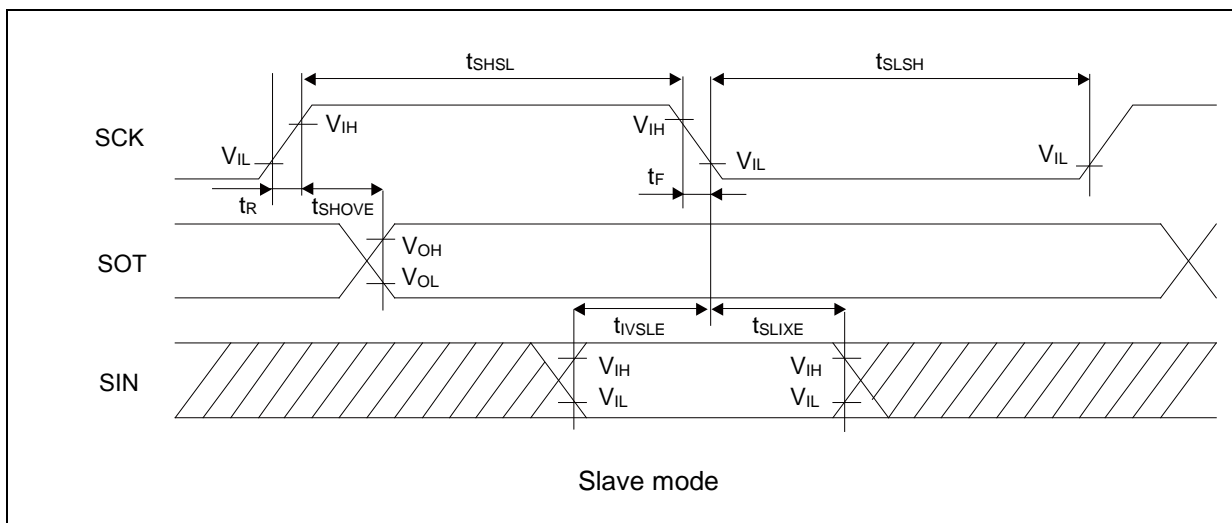 tSHSL
tSLSH
SCK
VIH
VIH
VIL
VIL
VIL
tR
tSHOVE
tF
SOT
VOH
VOL
tIVSLE
tSLIXE
SIN
VIH
VIH
VIL
VIL
Slave mode